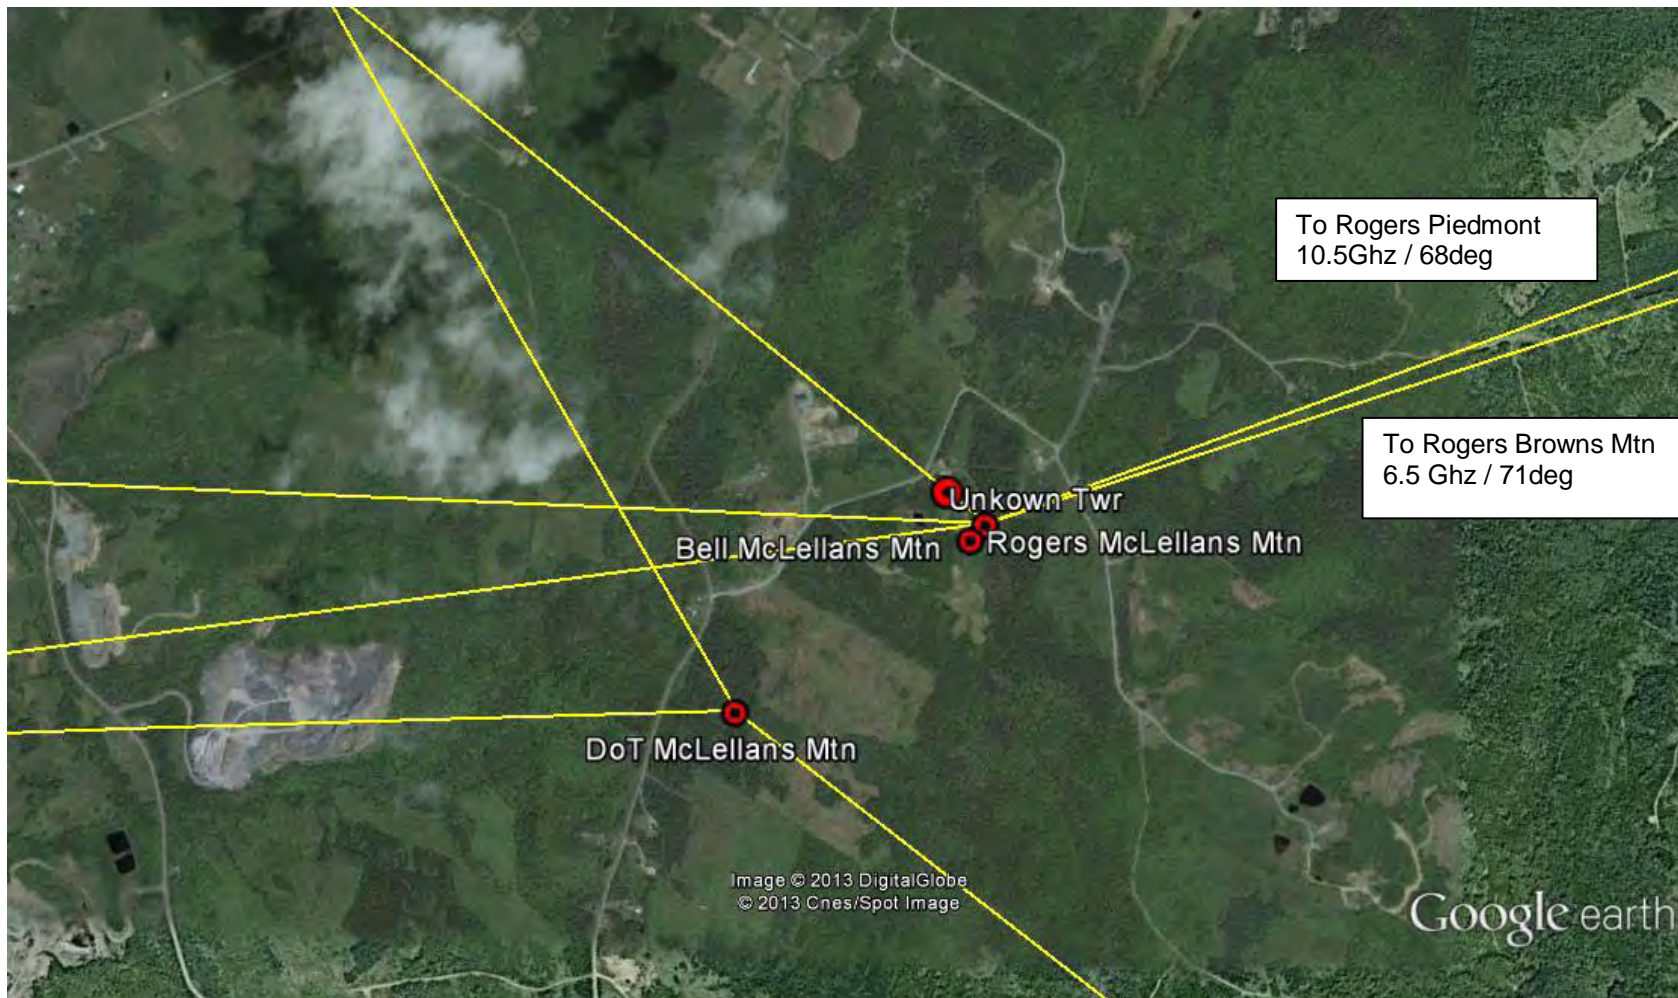 To Rogers Piedmont
10.5Ghz / 68deg
To Rogers Browns Mtn
6.5 Ghz / 71deg
Unkown Twr
Bell McLellans Mtn
Rogers McLellans Mtn
DoT McLellans Mtn
Image © 2013 DigitalGlobe
© 2013 Cnes/Spot Image
Google earth